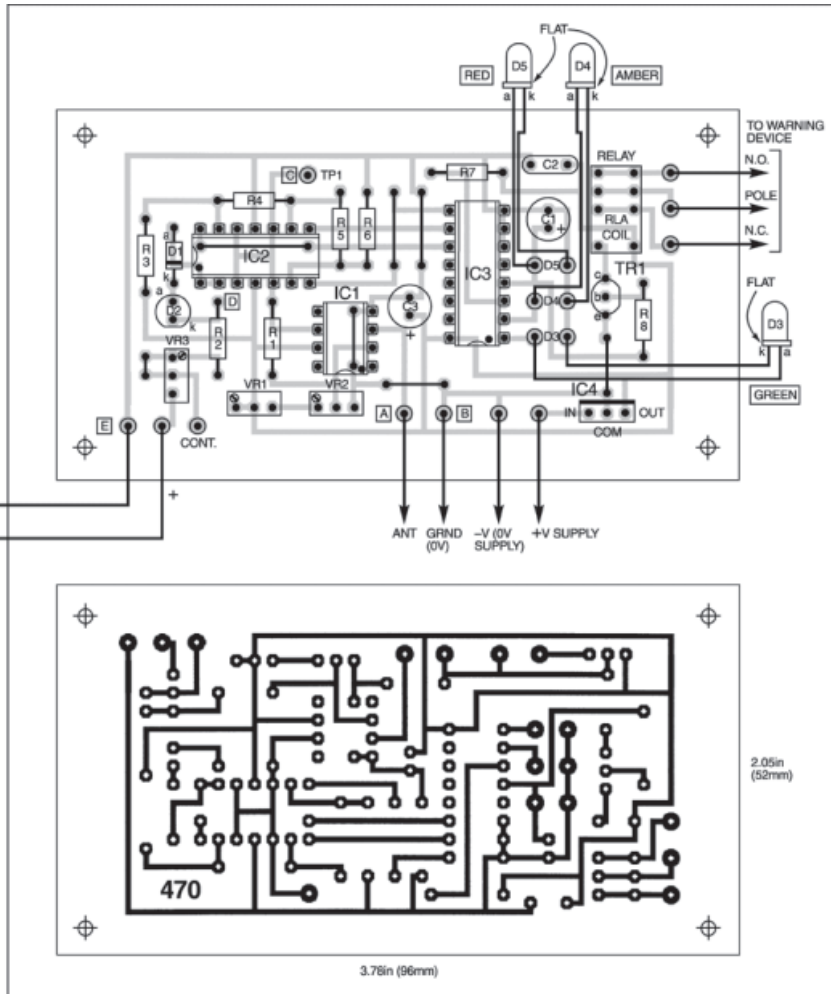 FLAT
RED
D5
D4
AMBER
a
k
a
k
TO WARNING
DEVICE
N.O.
POLE
N.C.
C
TP1
R7
C2
RELAY
R4
R
3
a
D1
k
IC2
R
5
R
6
C1
+
RLA
COIL
IC3
D5
TR1
c
b
e
a
D2
k
D
IC1
C3
+
D4
R
8
FLAT
D3
k
a
GREEN
VR3
R
2
R
1
D3
VR1
VR2
IC4
E
+
CONT.
A
B
IN
OUT
COM
ANT
GRND
(0V)
−V (0V
SUPPLY)
+V SUPPLY
2.05in
(52mm)
470
3.78in (96mm)